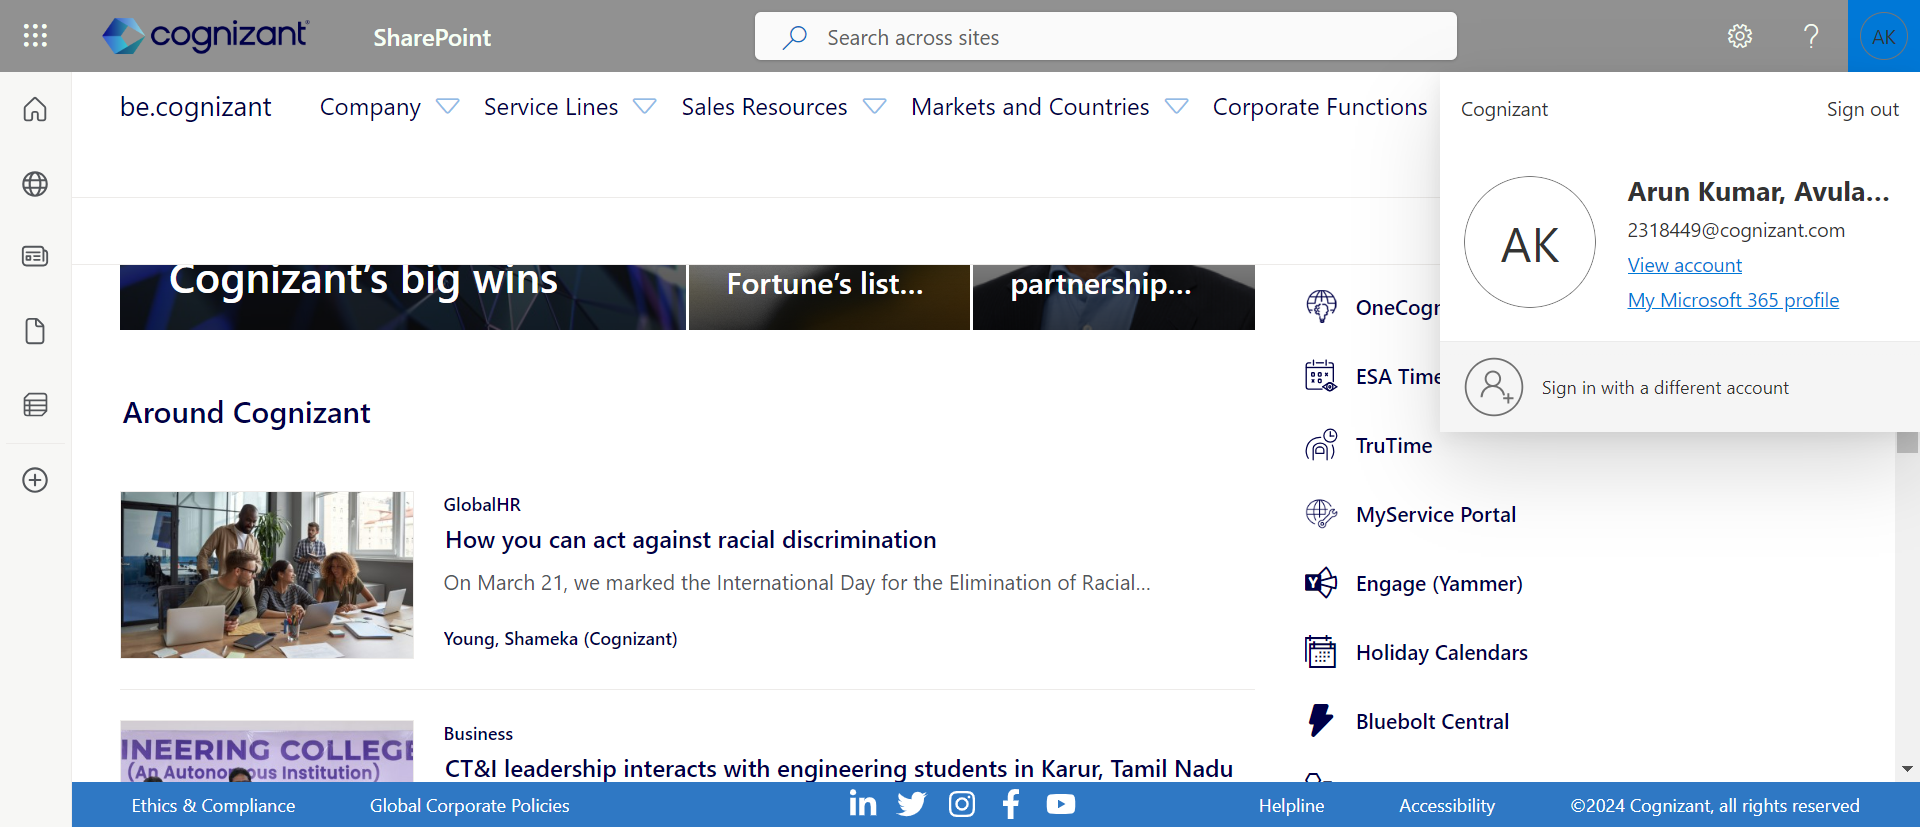 cognizant
SharePoint
Search across sites
AK
be.cognizant
Company
Service Lines
Sales Resources
Markets and Countries
Corporate Functions
Cognizant
Sign out
AK
Arun Kumar, Avula...
2318449@cognizant.com
View account
My Microsoft 365 profile
Sign in with a different account
Cognizant’s big wins
Fortune’s list...
partnership...
OneCogn
ESA Time
TruTime
MyService Portal
Engage (Yammer)
Holiday Calendars
Bluebolt Central
Around Cognizant
GlobalHR
How you can act against racial discrimination
On March 21, we marked the International Day for the Elimination of Racial...
Young, Shameka (Cognizant)
INEERING COLLEGE
(An Autonomous Institution)
Business
CT&I leadership interacts with engineering students in Karur, Tamil Nadu
Ethics & Compliance
Global Corporate Policies
Helpline
Accessibility
©2024 Cognizant, all rights reserved